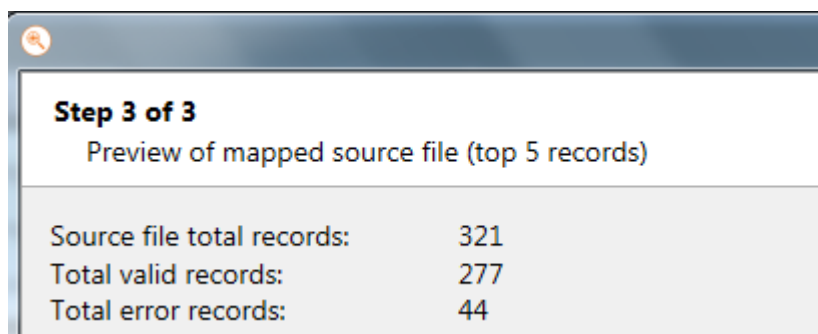 Step 3 of 3
Preview of mapped source file (top 5 records)
Source file total records: 321
Total valid records: 277
Total error records: 44